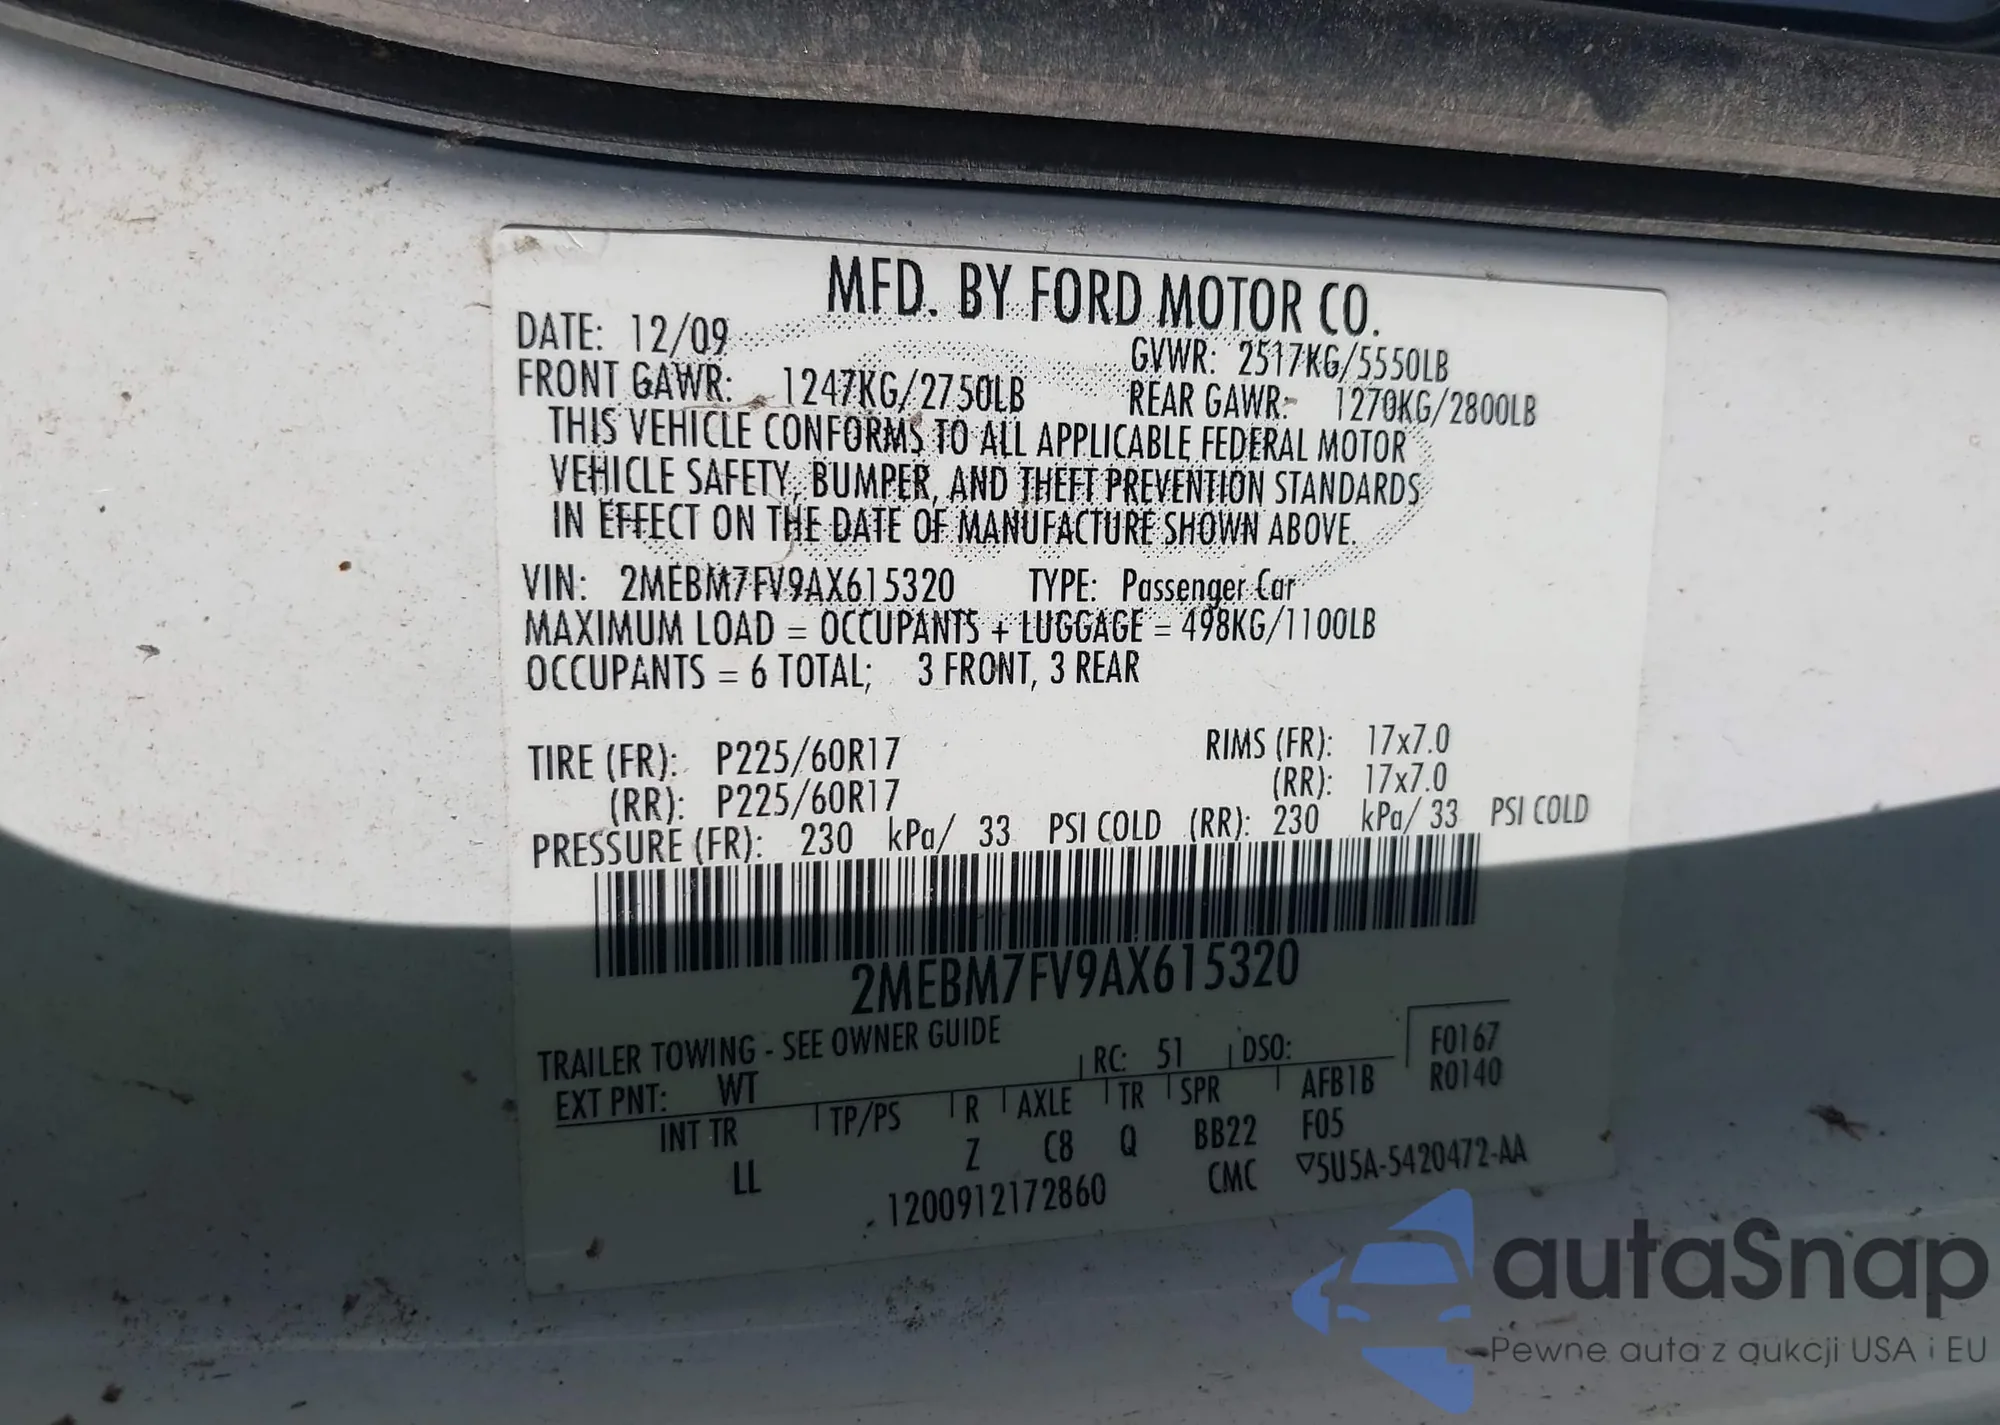 MFD. BY FORD MOTOR CO.
DATE: 12/09
GVWR: 2517KG/5550LB
FRONT GAWR: 1247KG/2750LB
REAR GAWR: 1270KG/2800LB
THIS VEHICLE CONFORMS TO ALL APPLICABLE FEDERAL MOTOR
VEHICLE SAFETY, BUMPER, AND THEFT PREVENTION STANDARDS
IN EFFECT ON THE DATE OF MANUFACTURE SHOWN ABOVE.
VIN: 2MEBM7FV9AX615320 TYPE: Passenger Car
MAXIMUM LOAD = OCCUPANTS + LUGGAGE = 498KG/1100LB
OCCUPANTS = 6 TOTAL; 3 FRONT, 3 REAR
TIRE (FR): P225/60R17 RIMS (FR): 17x7.0
(RR): P225/60R17 (RR): 17x7.0
PRESSURE (FR): 230 kPa/ 33 PSI COLD (RR): 230 kPa/ 33 PSI COLD
2MEBM7FV9AX615320
TRAILER TOWING - SEE OWNER GUIDE
EXT PNT: WT RC: 51 DSO: F0167
R0140
INT TR TP/PS R AXLE TR SPR AFB1B
LL Z C8 Q BB22 F05
1200912172860 CMC ▽5U5A-5420472-AA
autaSnap
Pewne auta z aukcji USA i EU